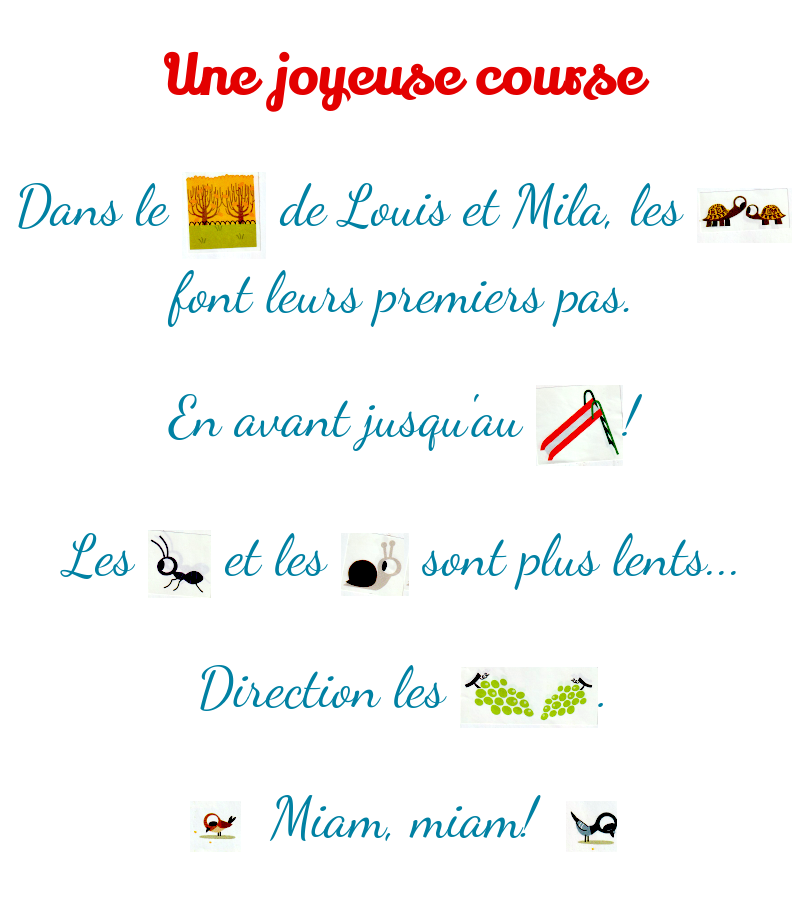 Une joyeuse course
Dans le de Louis et Mila, les
font leurs premiers pas.
En avant jusqu'au !
Les et les sont plus lents...
Direction les .
Miam, miam!